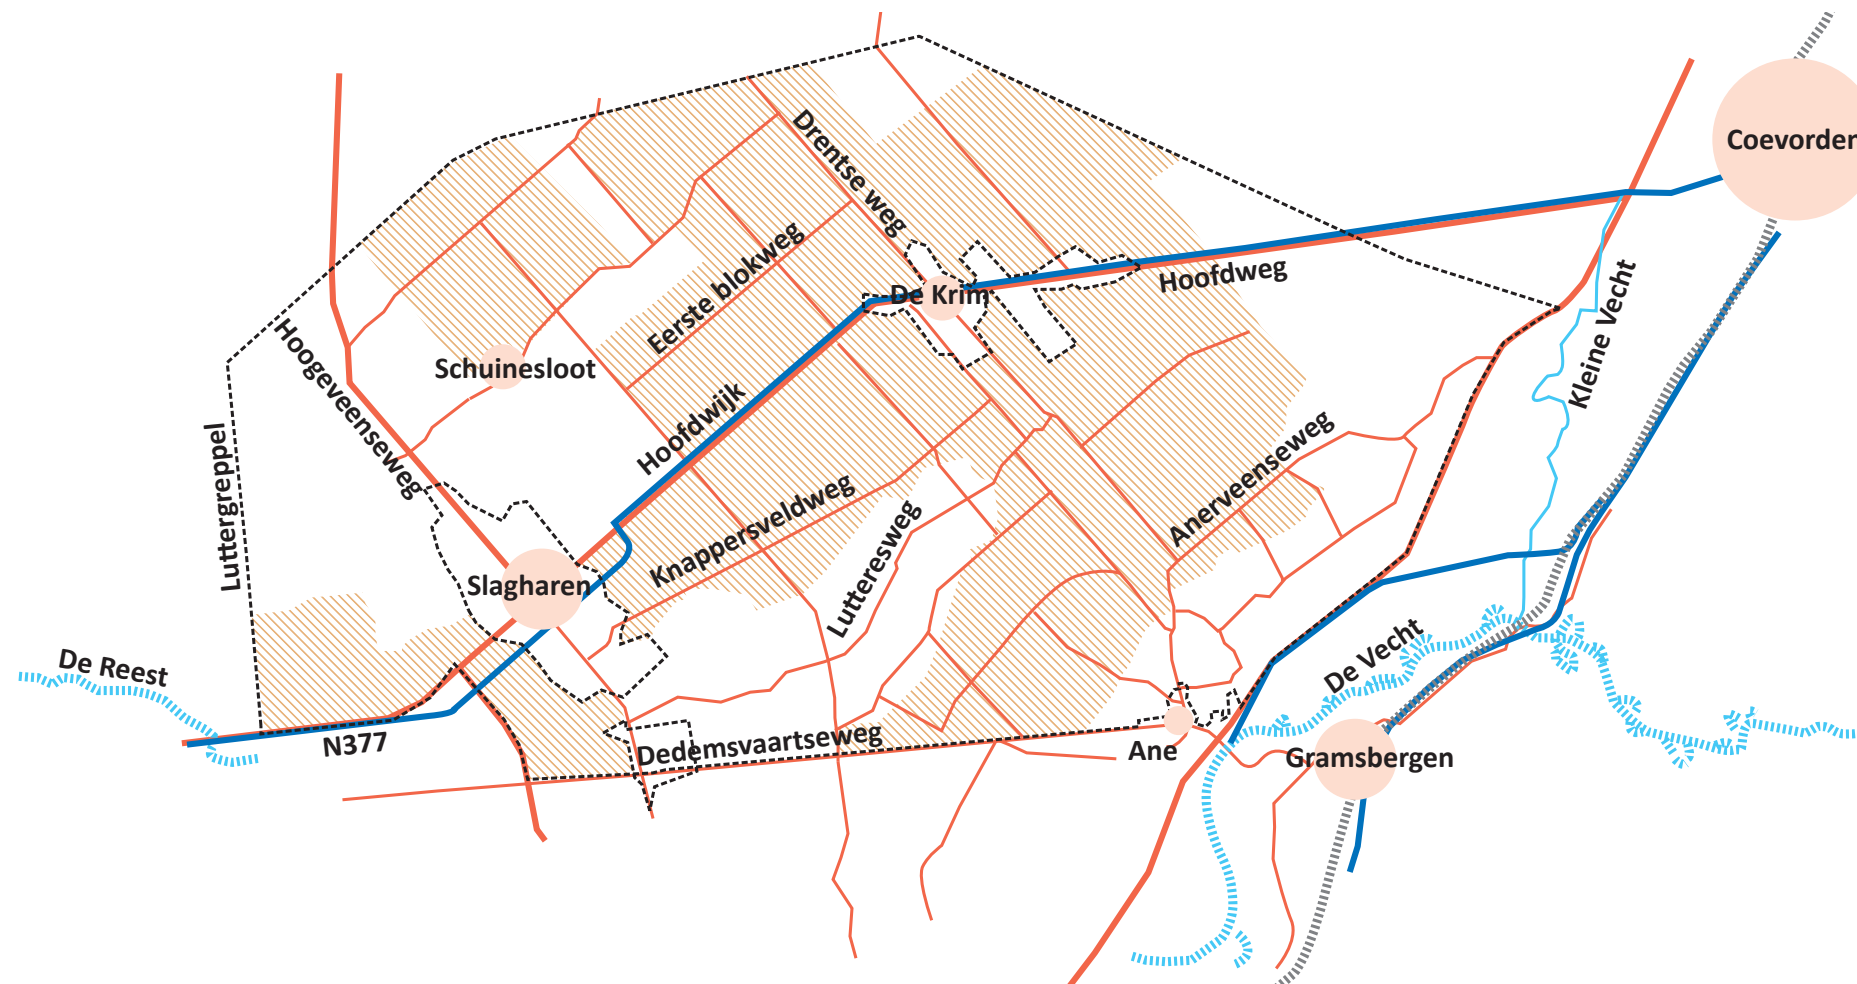 Coevorden
Drentse weg
Eerste blokweg
De Krim
Hoofdweg
Kleine Vecht
Hoogeveenseweg
Schuinesloot
Hoofdwijk
Luttergreppel
Anerveenseweg
Knappersveldweg
Lutteresweg
Slagharen
De Reest
De Vecht
N377
Dedemsvaartseweg
Ane
Gramsbergen